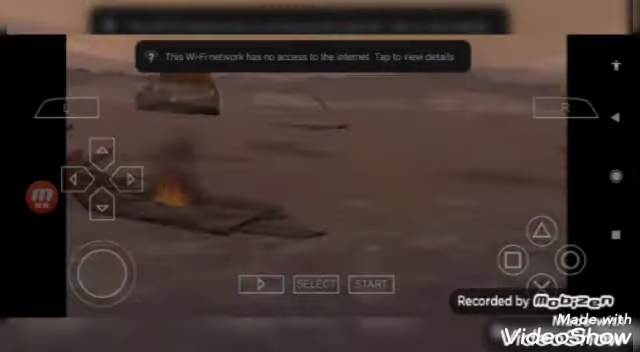 This Wi-Fi network has no access to the internet. Tap to view details
L
R
SELECT
START
Recorded by Mobizen
Made with
VideoShow